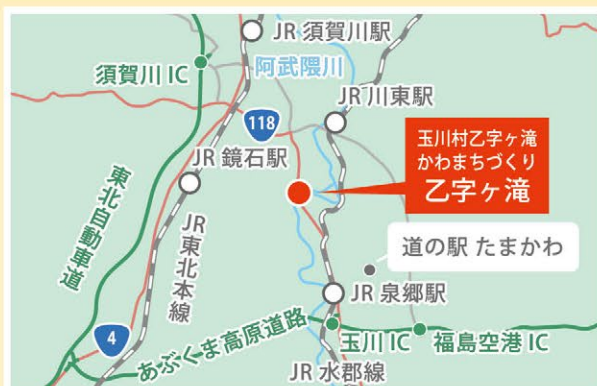 JR 須賀川駅
須賀川 IC
阿武隈川
JR 川東駅
118
玉川村乙字ヶ滝
かわまちづくり
乙字ヶ滝
JR 鏡石駅
東北自動車道
JR 東北本線
道の駅 たまかわ
JR 泉郷駅
4
あぶくま高原道路
玉川 IC
福島空港 IC
JR 水郡線